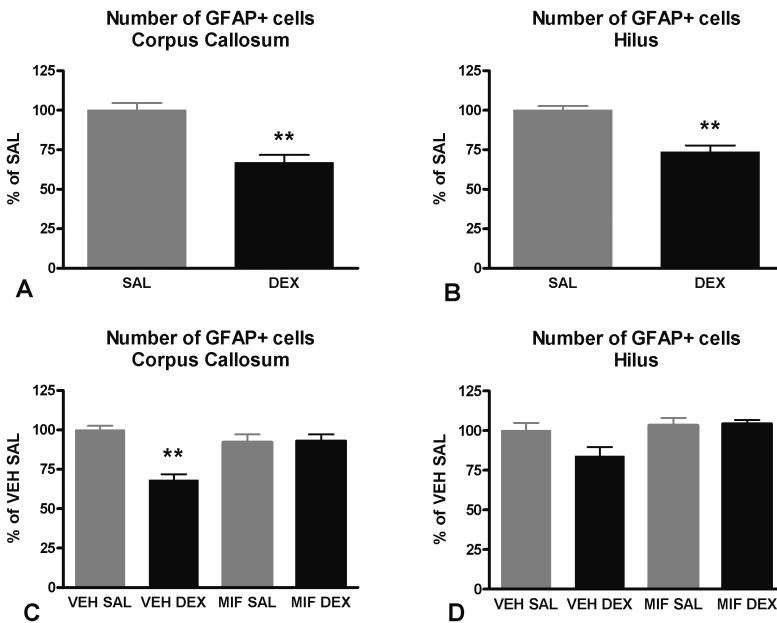 Number of GFAP+ cells
Corpus Callosum
125
100
75
50
25
0
% of SAL
**
SAL DEX
A
Number of GFAP+ cells
Hilus
125
100
75
50
25
0
% of SAL
**
SAL DEX
B
Number of GFAP+ cells
Corpus Callosum
125
100
75
50
25
0
% of VEH SAL
**
VEH SAL VEH DEX MIF SAL MIF DEX
C
Number of GFAP+ cells
Hilus
125
100
75
50
25
0
% of VEH SAL
VEH SAL VEH DEX MIF SAL MIF DEX
D